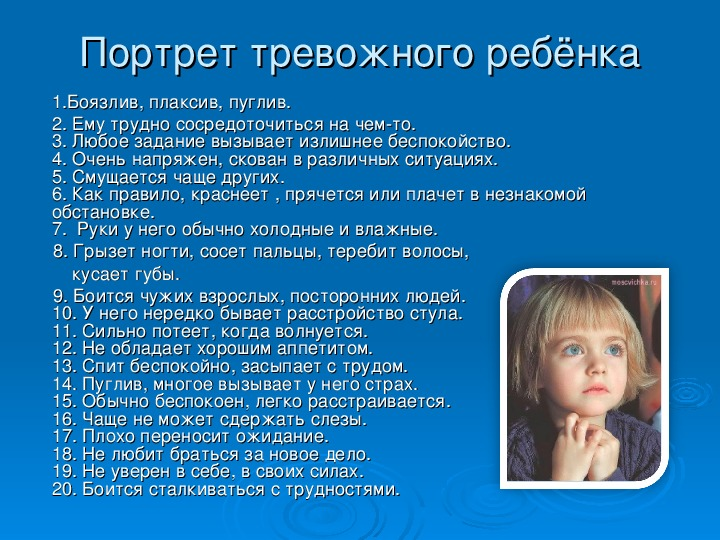 Портрет тревожного ребёнка
1.Боязлив, плаксив, пуглив.
2. Ему трудно сосредоточиться на чем-то.
3. Любое задание вызывает излишнее беспокойство.
4. Очень напряжен, скован в различных ситуациях.
5. Смущается чаще других.
6. Как правило, краснеет , прячется или плачет в незнакомой
обстановке.
7.  Руки у него обычно холодные и влажные.
8. Грызет ногти, сосет пальцы, теребит волосы,
кусает губы.
9. Боится чужих взрослых, посторонних людей.
10. У него нередко бывает расстройство стула.
11. Сильно потеет, когда волнуется.
12. Не обладает хорошим аппетитом.
13. Спит беспокойно, засыпает с трудом.
14. Пуглив, многое вызывает у него страх.
15. Обычно беспокоен, легко расстраивается.
16. Чаще не может сдержать слезы.
17. Плохо переносит ожидание.
18. Не любит браться за новое дело.
19. Не уверен в себе, в своих силах.
20. Боится сталкиваться с трудностями.
moscvichka.ru